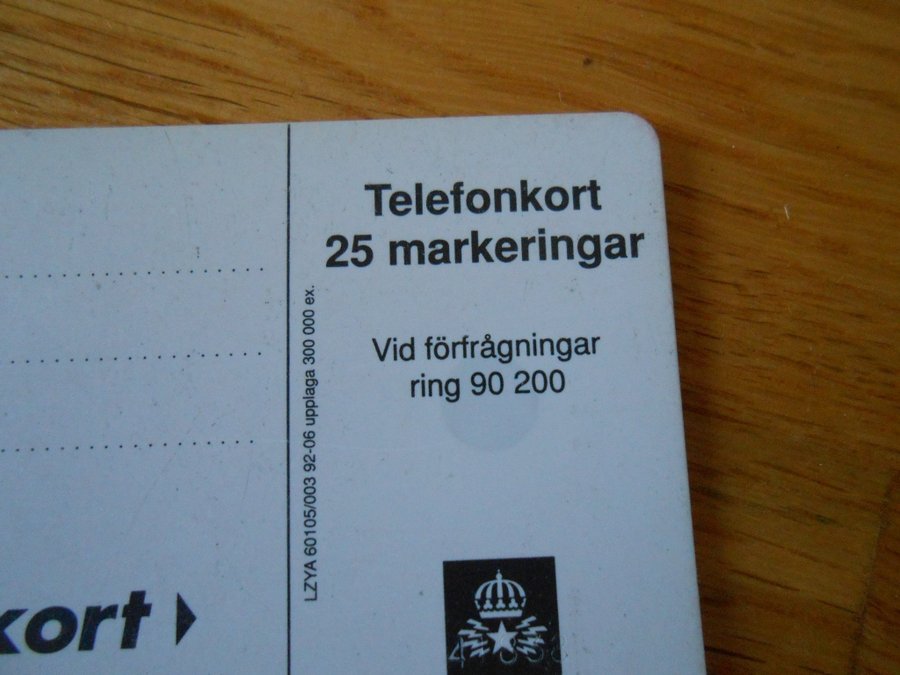 Telefonkort
25 markeringar
Vid förfrågningar
ring 90 200
LZYA 60105/003 92-06 upplaga 300 000 ex.
kort